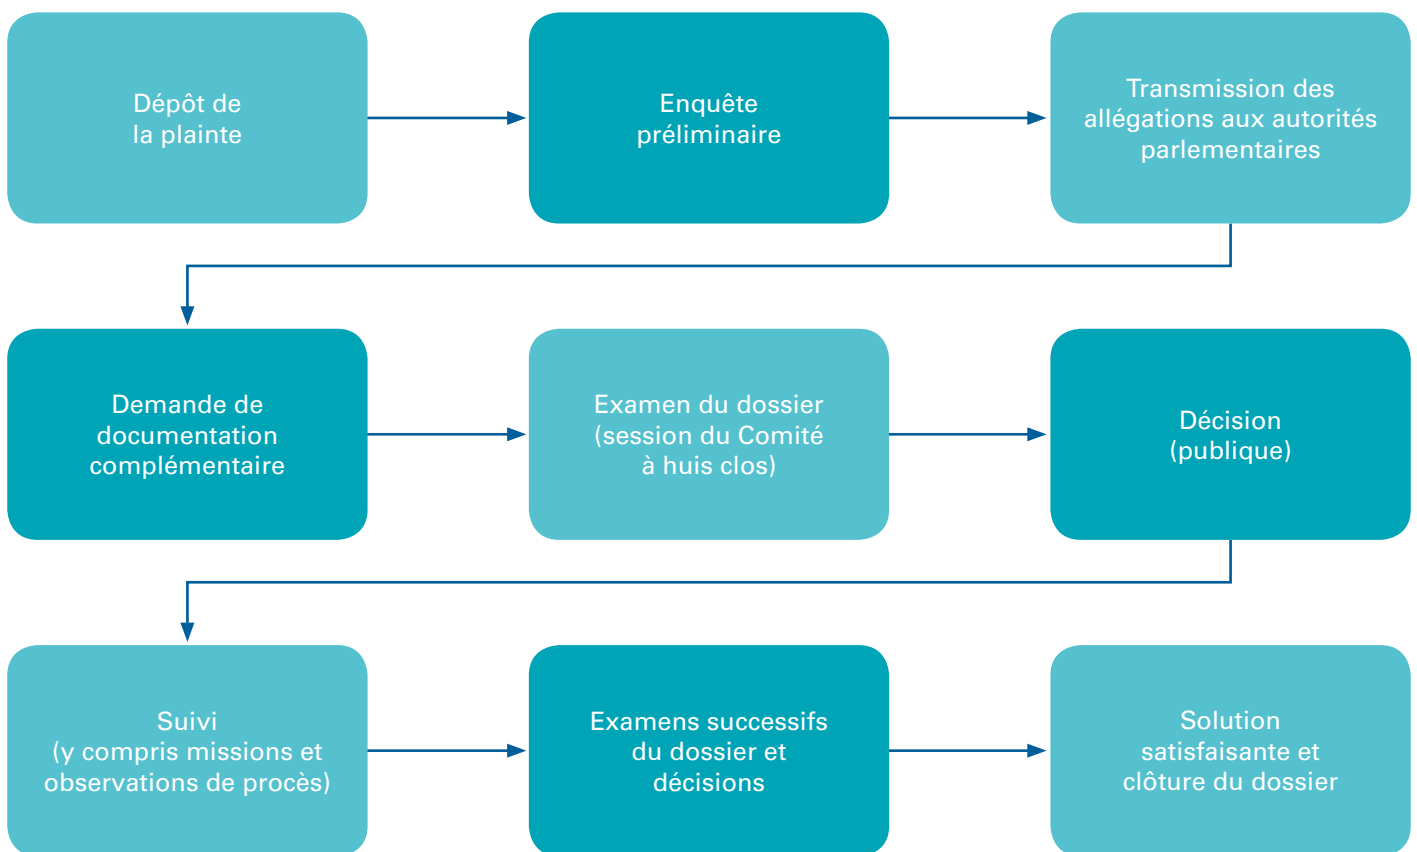 Dépôt de
la plainte
Enquête
préliminaire
Transmission des
allégations aux autorités
parlementaires
Demande de
documentation
complémentaire
Examen du dossier
(session du Comité
à huis clos)
Décision
(publique)
Suivi
(y compris missions et
observations de procès)
Examens successifs
du dossier et
décisions
Solution
satisfaisante et
clôture du dossier